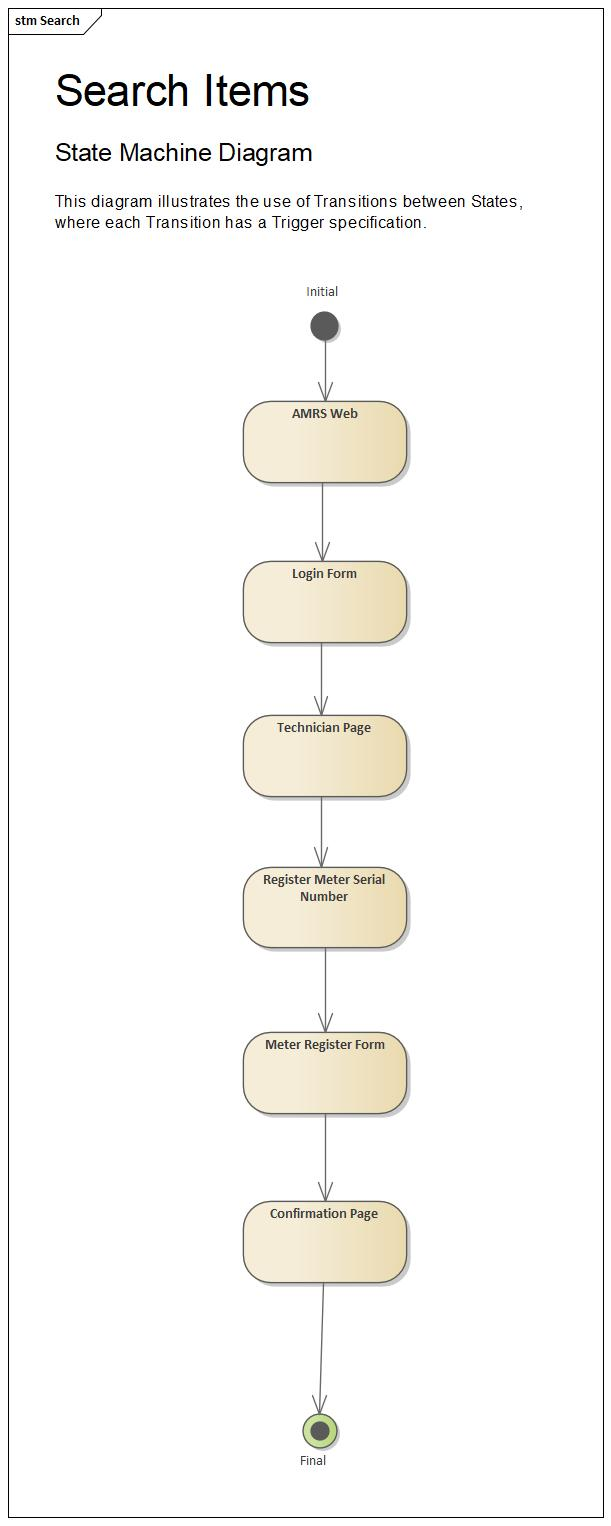 stm Search
Search Items
State Machine Diagram
This diagram illustrates the use of Transitions between States,
where each Transition has a Trigger specification.
Initial
AMRS Web
Login Form
Technician Page
Register Meter Serial
Number
Meter Register Form
Confirmation Page
Final